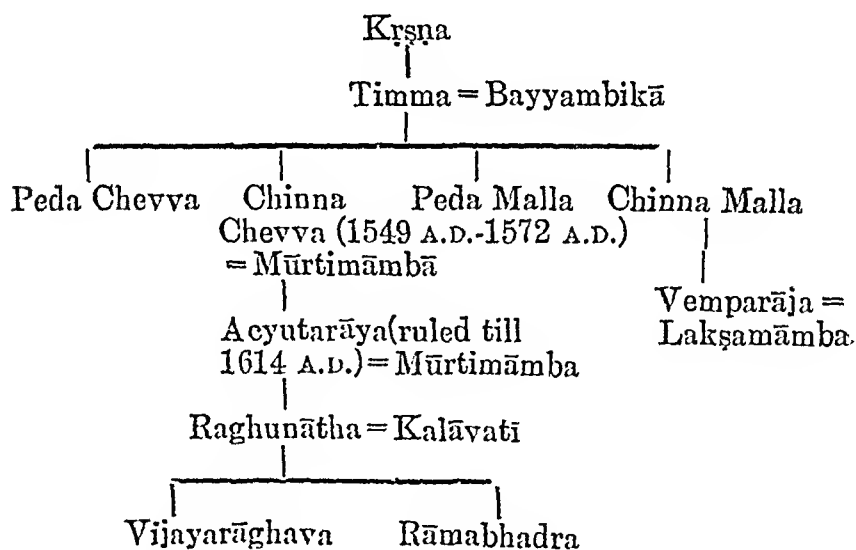 Kṛṣṇa
Timma = Bayyambikā
Peda Chevva Chinna Peda Malla Chinna Malla
Chevva (1549 A.D.-1572 A.D.)
= Mūrtimāmbā
Vemparāja =
Lakṣamāmba
Acyutarāya(ruled till
1614 A.D.)= Mūrtimāmba
Raghunātha = Kalāvatī
Vijayarāghava Rāmabhadra